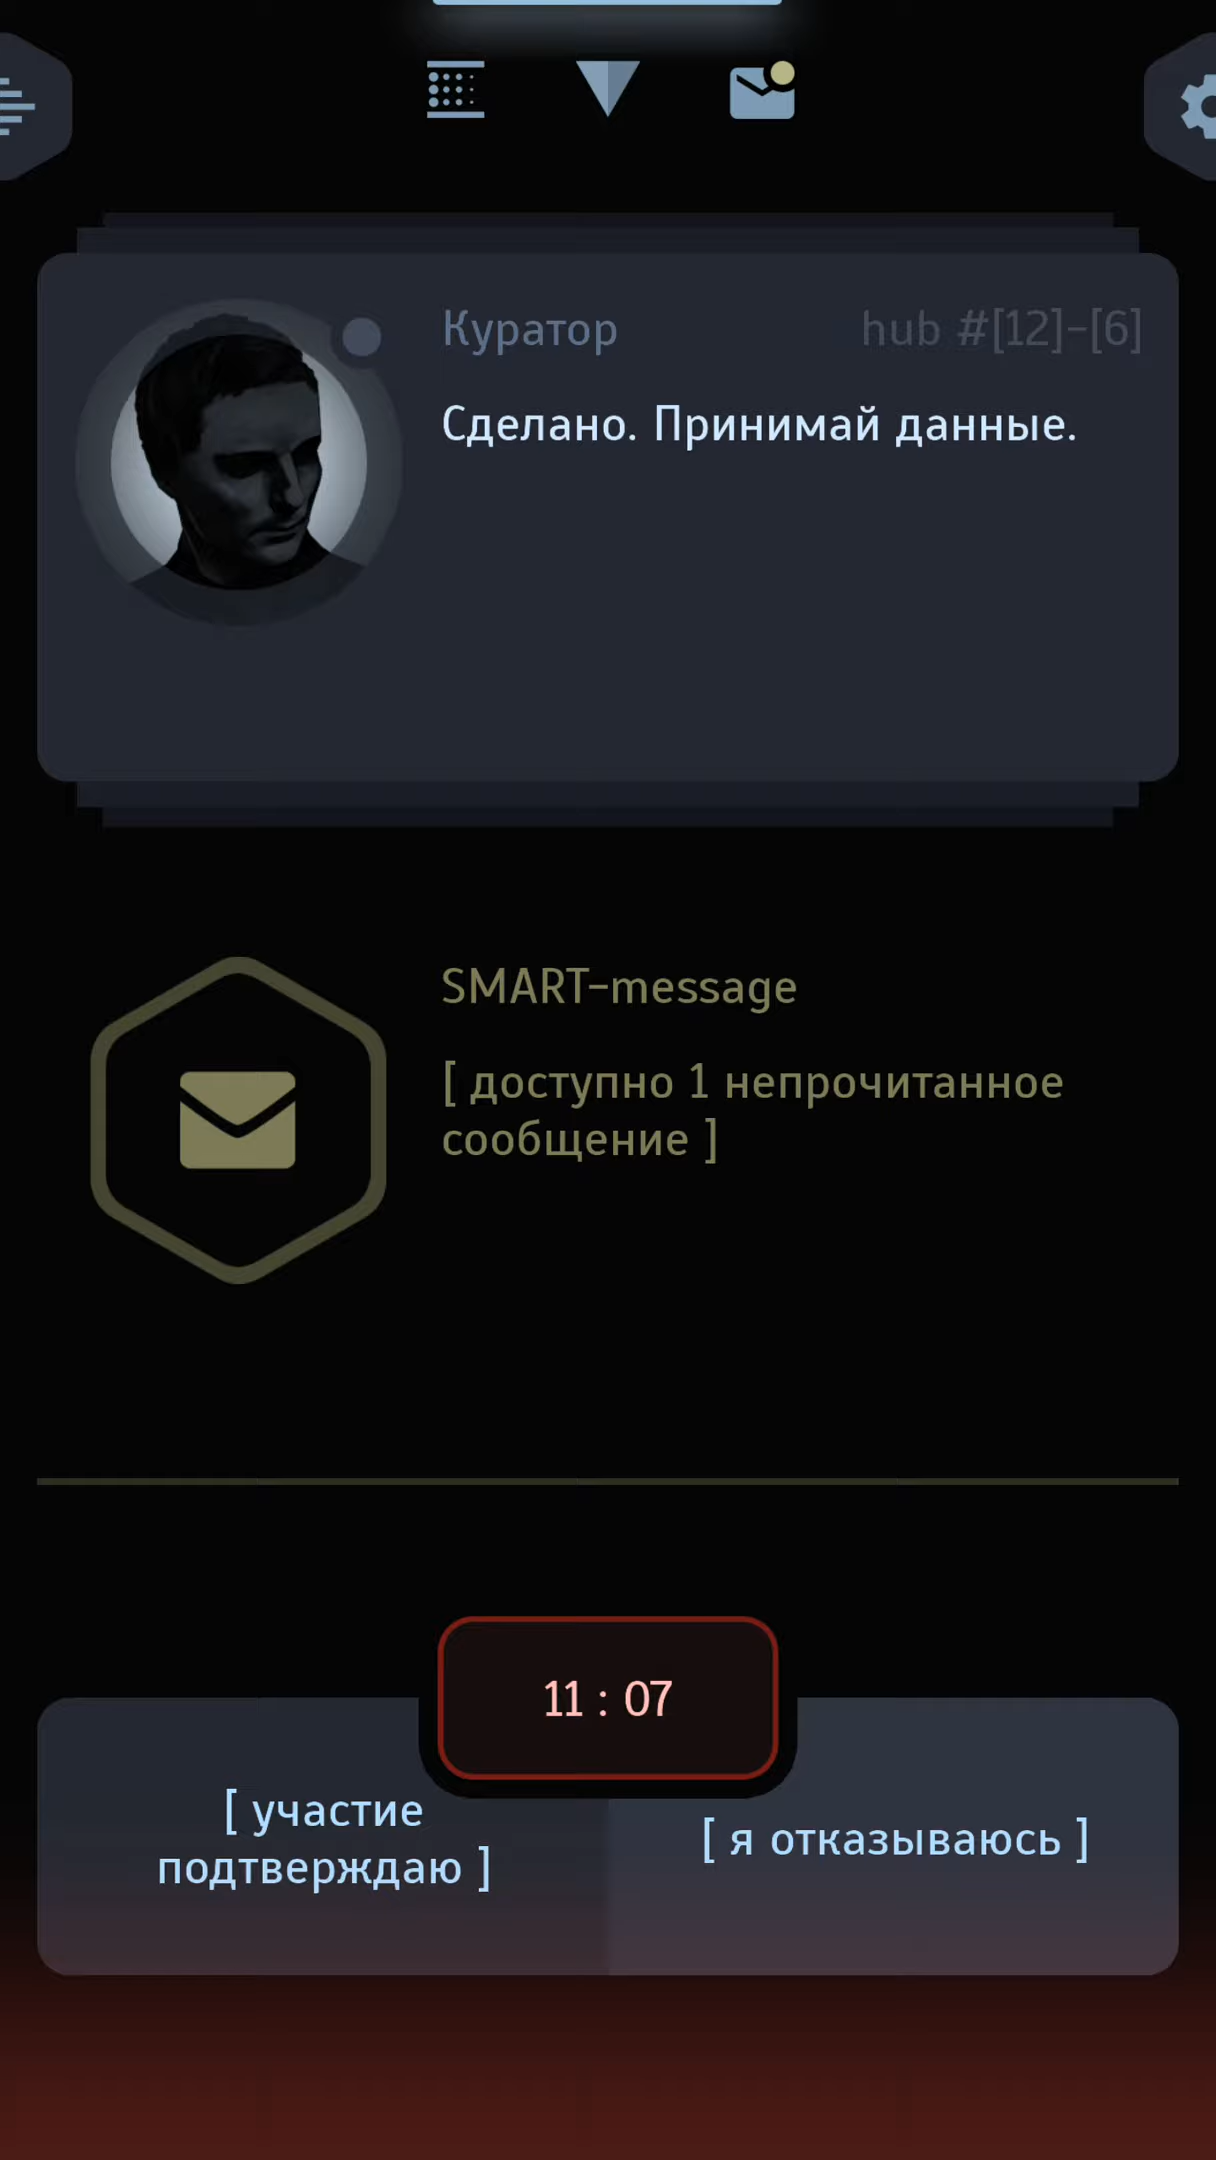 Куратор hub #[12]-[6]
Сделано. Принимай данные.
SMART-message
[ доступно 1 непрочитанное
сообщение ]
11 : 07
[ участие
подтверждаю ]
[ я отказываюсь ]